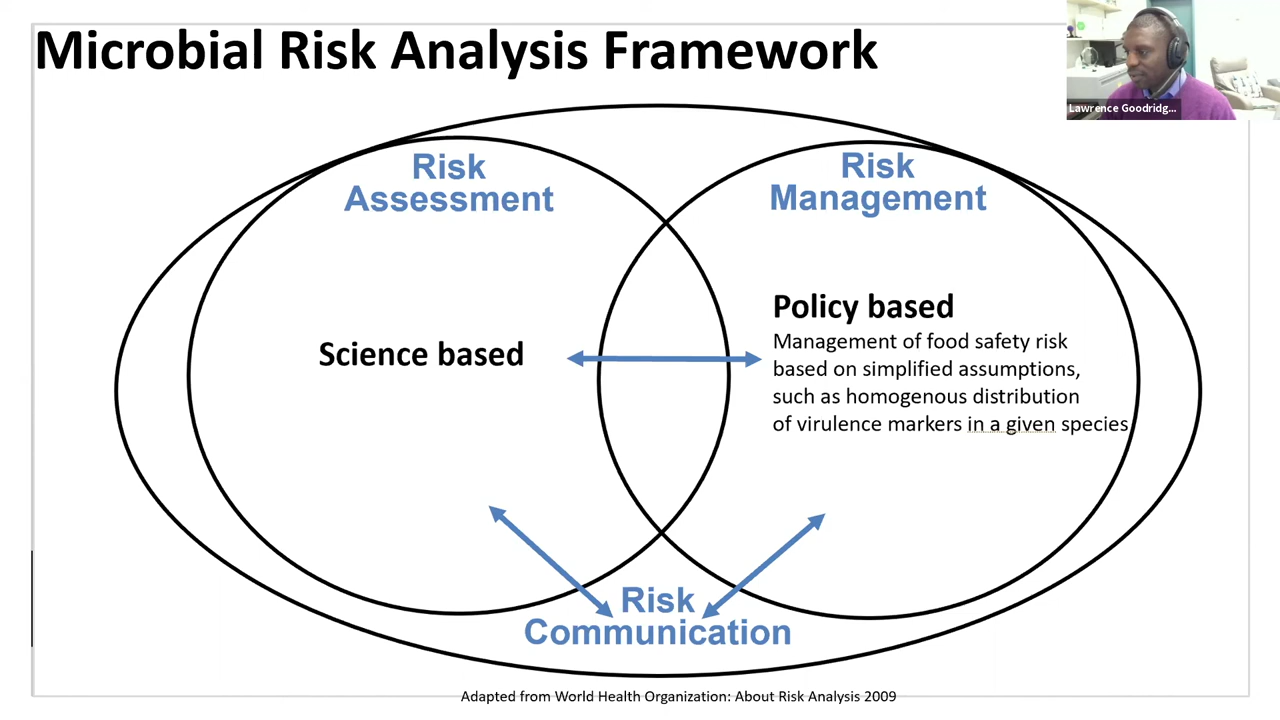 Microbial Risk Analysis Framework
Lawrence Goodridg...
Risk
Assessment
Risk
Management
Science based
Policy based
Management of food safety risk
based on simplified assumptions,
such as homogenous distribution
of virulence markers in a given species
Risk
Communication
Adapted from World Health Organization: About Risk Analysis 2009